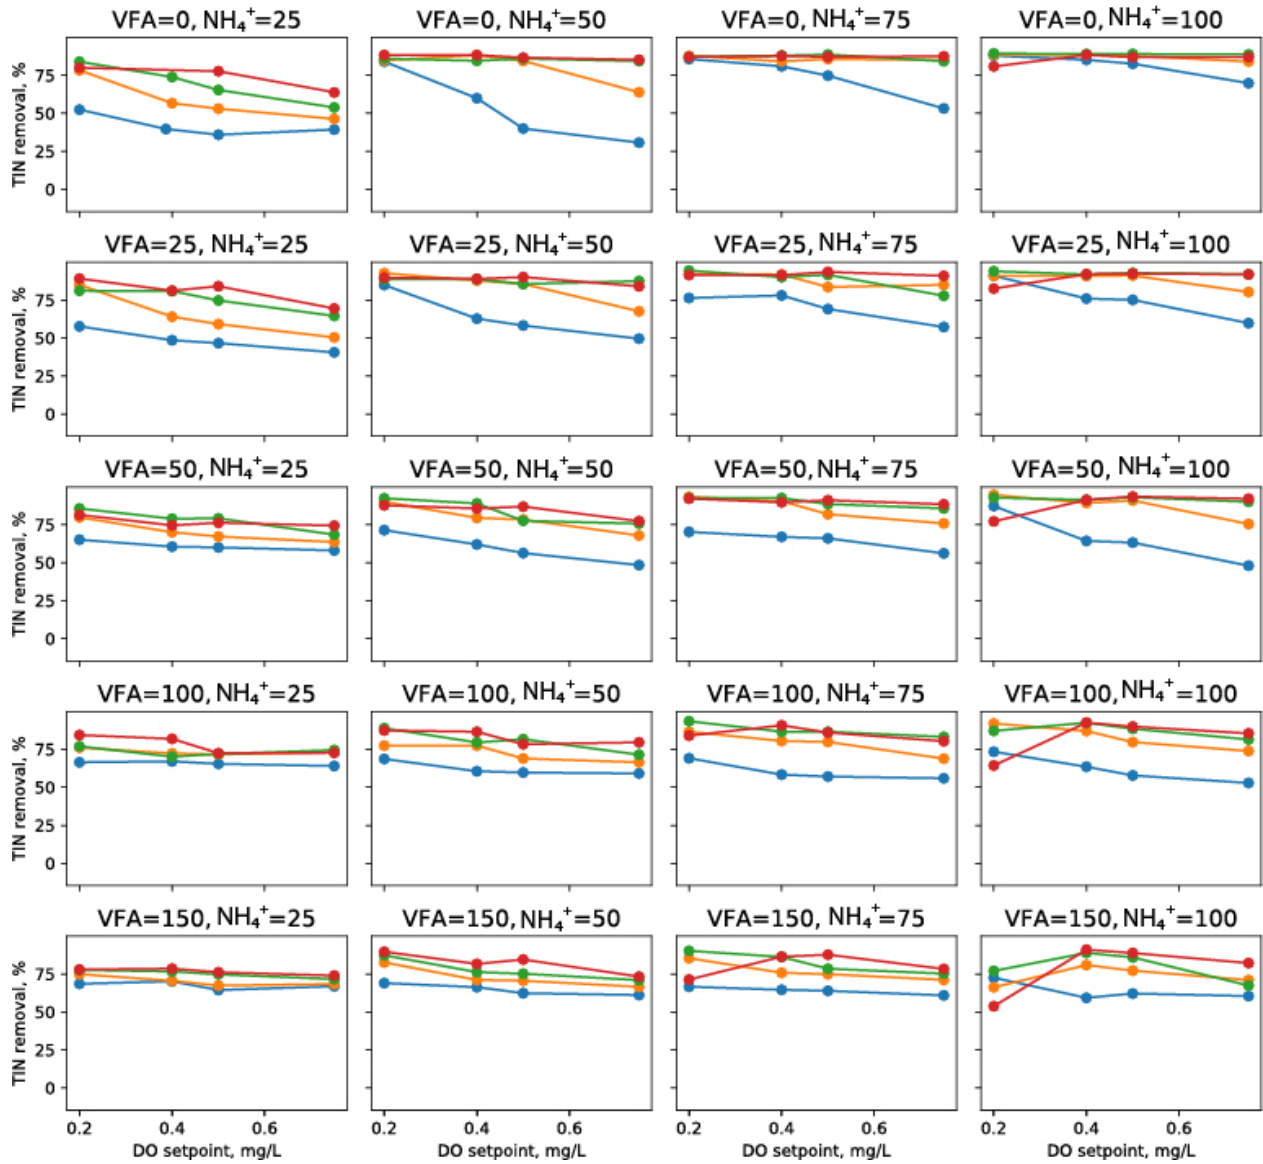 VFA=0, NH₄⁺=25
VFA=0, NH₄⁺=50
VFA=0, NH₄⁺=75
VFA=0, NH₄⁺=100
TIN removal, %
75
50
25
0
VFA=25, NH₄⁺=25
VFA=25, NH₄⁺=50
VFA=25, NH₄⁺=75
VFA=25, NH₄⁺=100
TIN removal, %
75
50
25
0
VFA=50, NH₄⁺=25
VFA=50, NH₄⁺=50
VFA=50, NH₄⁺=75
VFA=50, NH₄⁺=100
TIN removal, %
75
50
25
0
VFA=100, NH₄⁺=25
VFA=100, NH₄⁺=50
VFA=100, NH₄⁺=75
VFA=100, NH₄⁺=100
TIN removal, %
75
50
25
0
VFA=150, NH₄⁺=25
VFA=150, NH₄⁺=50
VFA=150, NH₄⁺=75
VFA=150, NH₄⁺=100
TIN removal, %
75
50
25
0
0.2 0.4 0.6
0.2 0.4 0.6
0.2 0.4 0.6
0.2 0.4 0.6
DO setpoint, mg/L
DO setpoint, mg/L
DO setpoint, mg/L
DO setpoint, mg/L